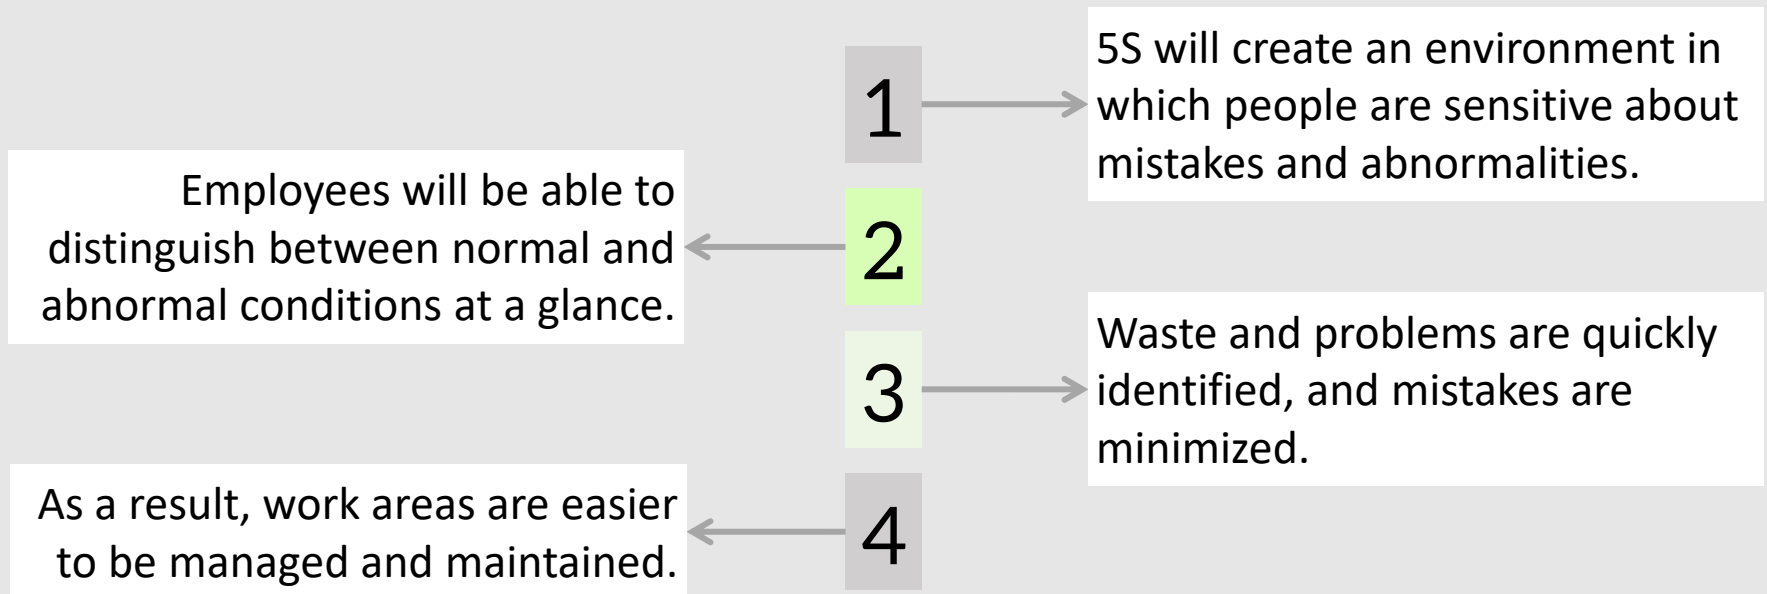 1
5S will create an environment in
which people are sensitive about
mistakes and abnormalities.
2
Employees will be able to
distinguish between normal and
abnormal conditions at a glance.
3
Waste and problems are quickly
identified, and mistakes are
minimized.
4
As a result, work areas are easier
to be managed and maintained.